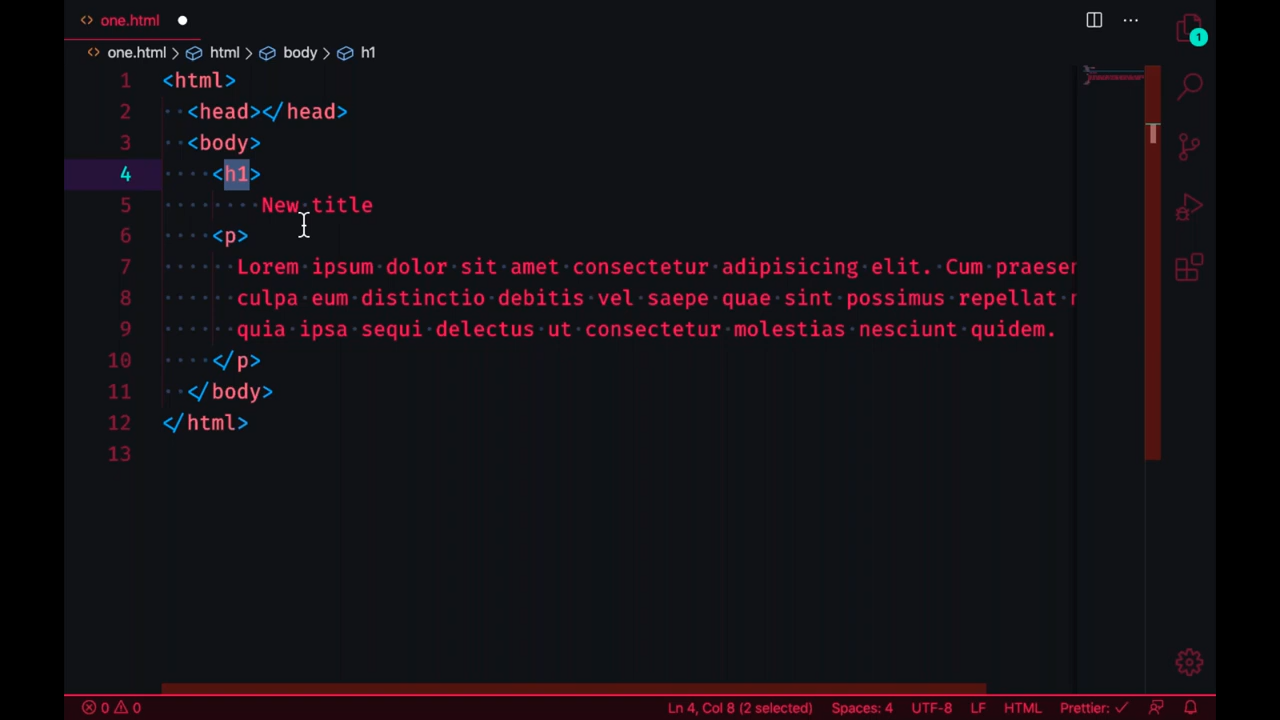 one.html
one.html > html > body > h1
1
1 <html>
2 <head></head>
3 <body>
4 <h1>
5 New title
6 <p>
7 Lorem ipsum dolor sit amet consectetur adipisicing elit. Cum
8 culpa eum distinctio debitis vel saepe quae sint possimus repellat
9 quia ipsa sequi delectus ut consectetur molestias nesciunt quidem.
10 </p>
11 </body>
12 </html>
13
0 0 Ln 4, Col 8 (2 selected) Spaces: 4 UTF-8 LF HTML Prettier: ✓